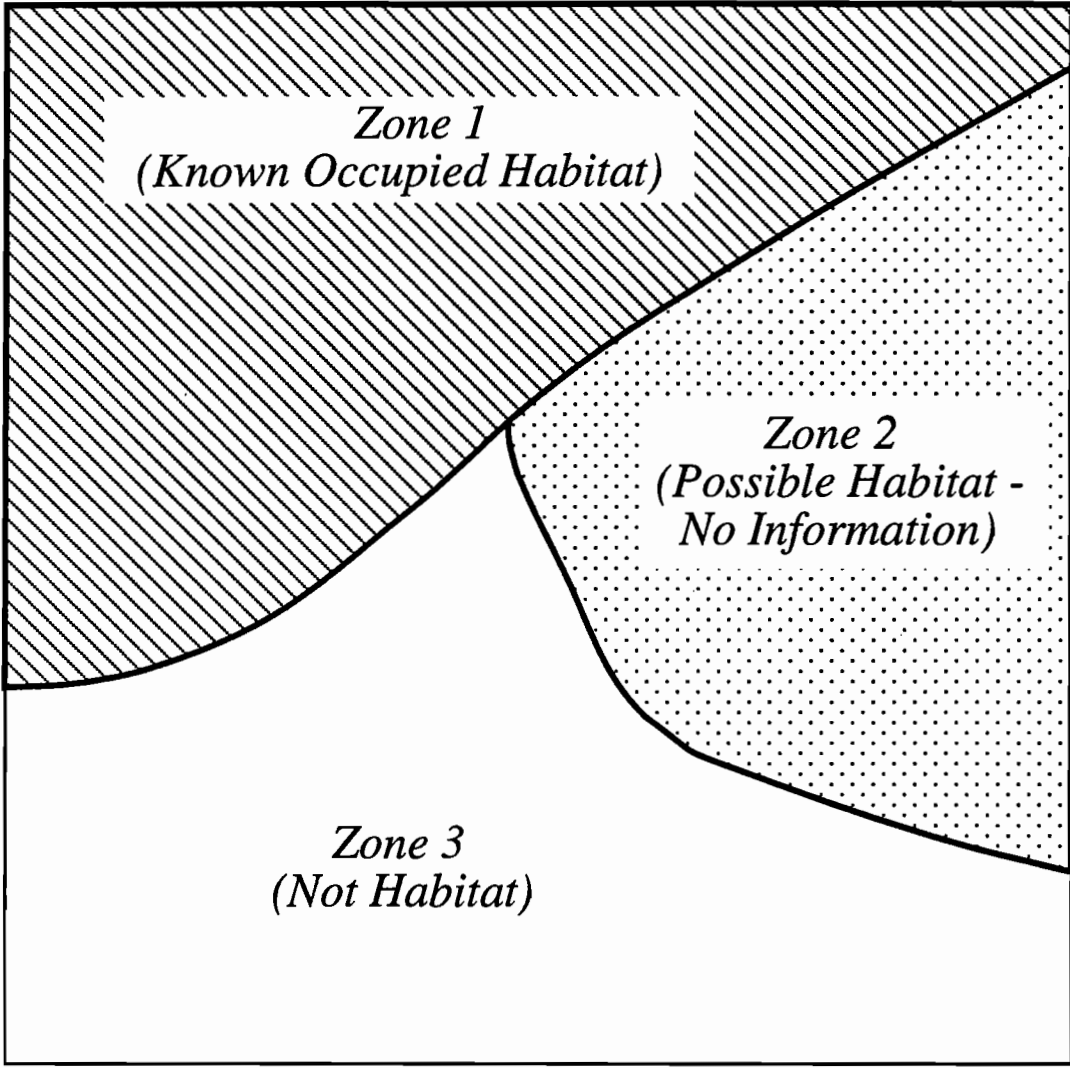 Zone 1
(Known Occupied Habitat)
Zone 2
(Possible Habitat -
No Information)
Zone 3
(Not Habitat)